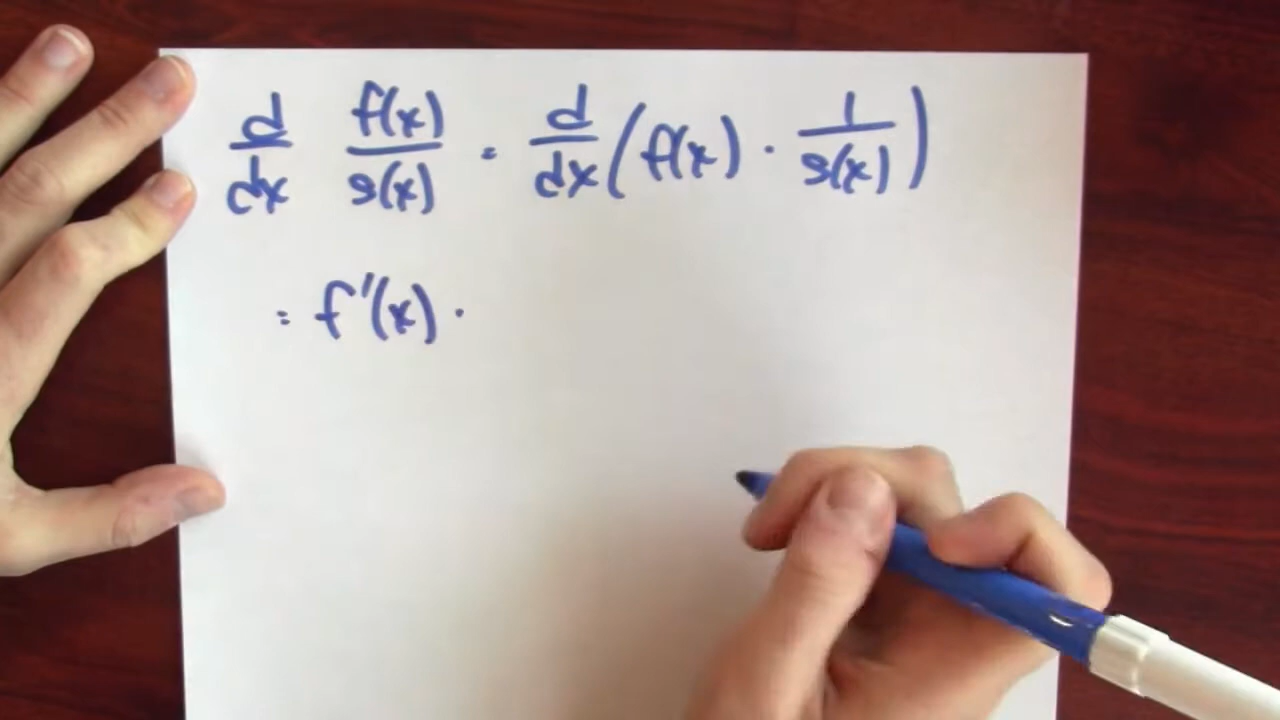 d/dx f(x)/g(x) = d/dx (f(x) · 1/g(x))
= f'(x) ·